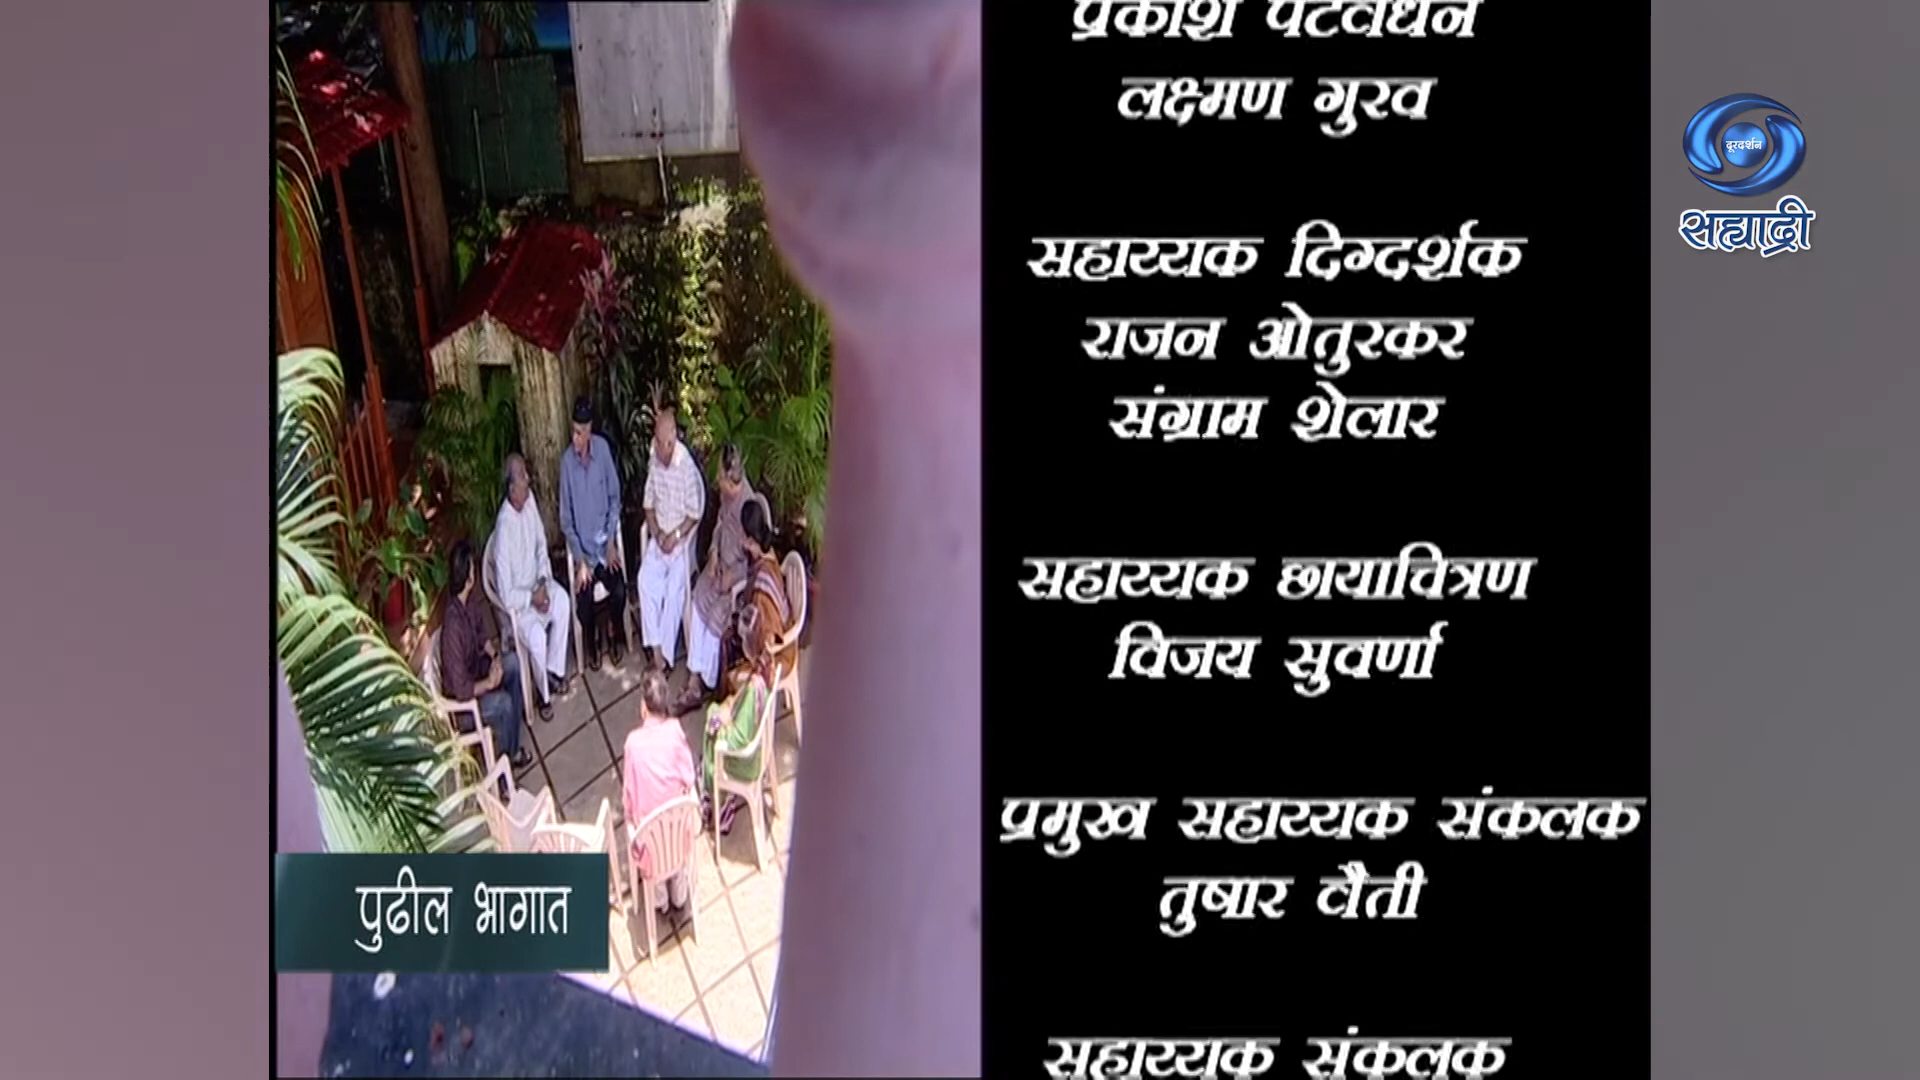 प्रकाश पटवर्धन
लक्ष्मण गुरव
सहाय्यक दिग्दर्शक
राजन ओतुरकर
संग्राम शेलार
सहाय्यक छायाचित्रण
विजय सुवर्णा
प्रमुख सहाय्यक संकलक
तुषार वैती
सहाय्यक संकलक
पुढील भागात
दूरदर्शन
सह्याद्री